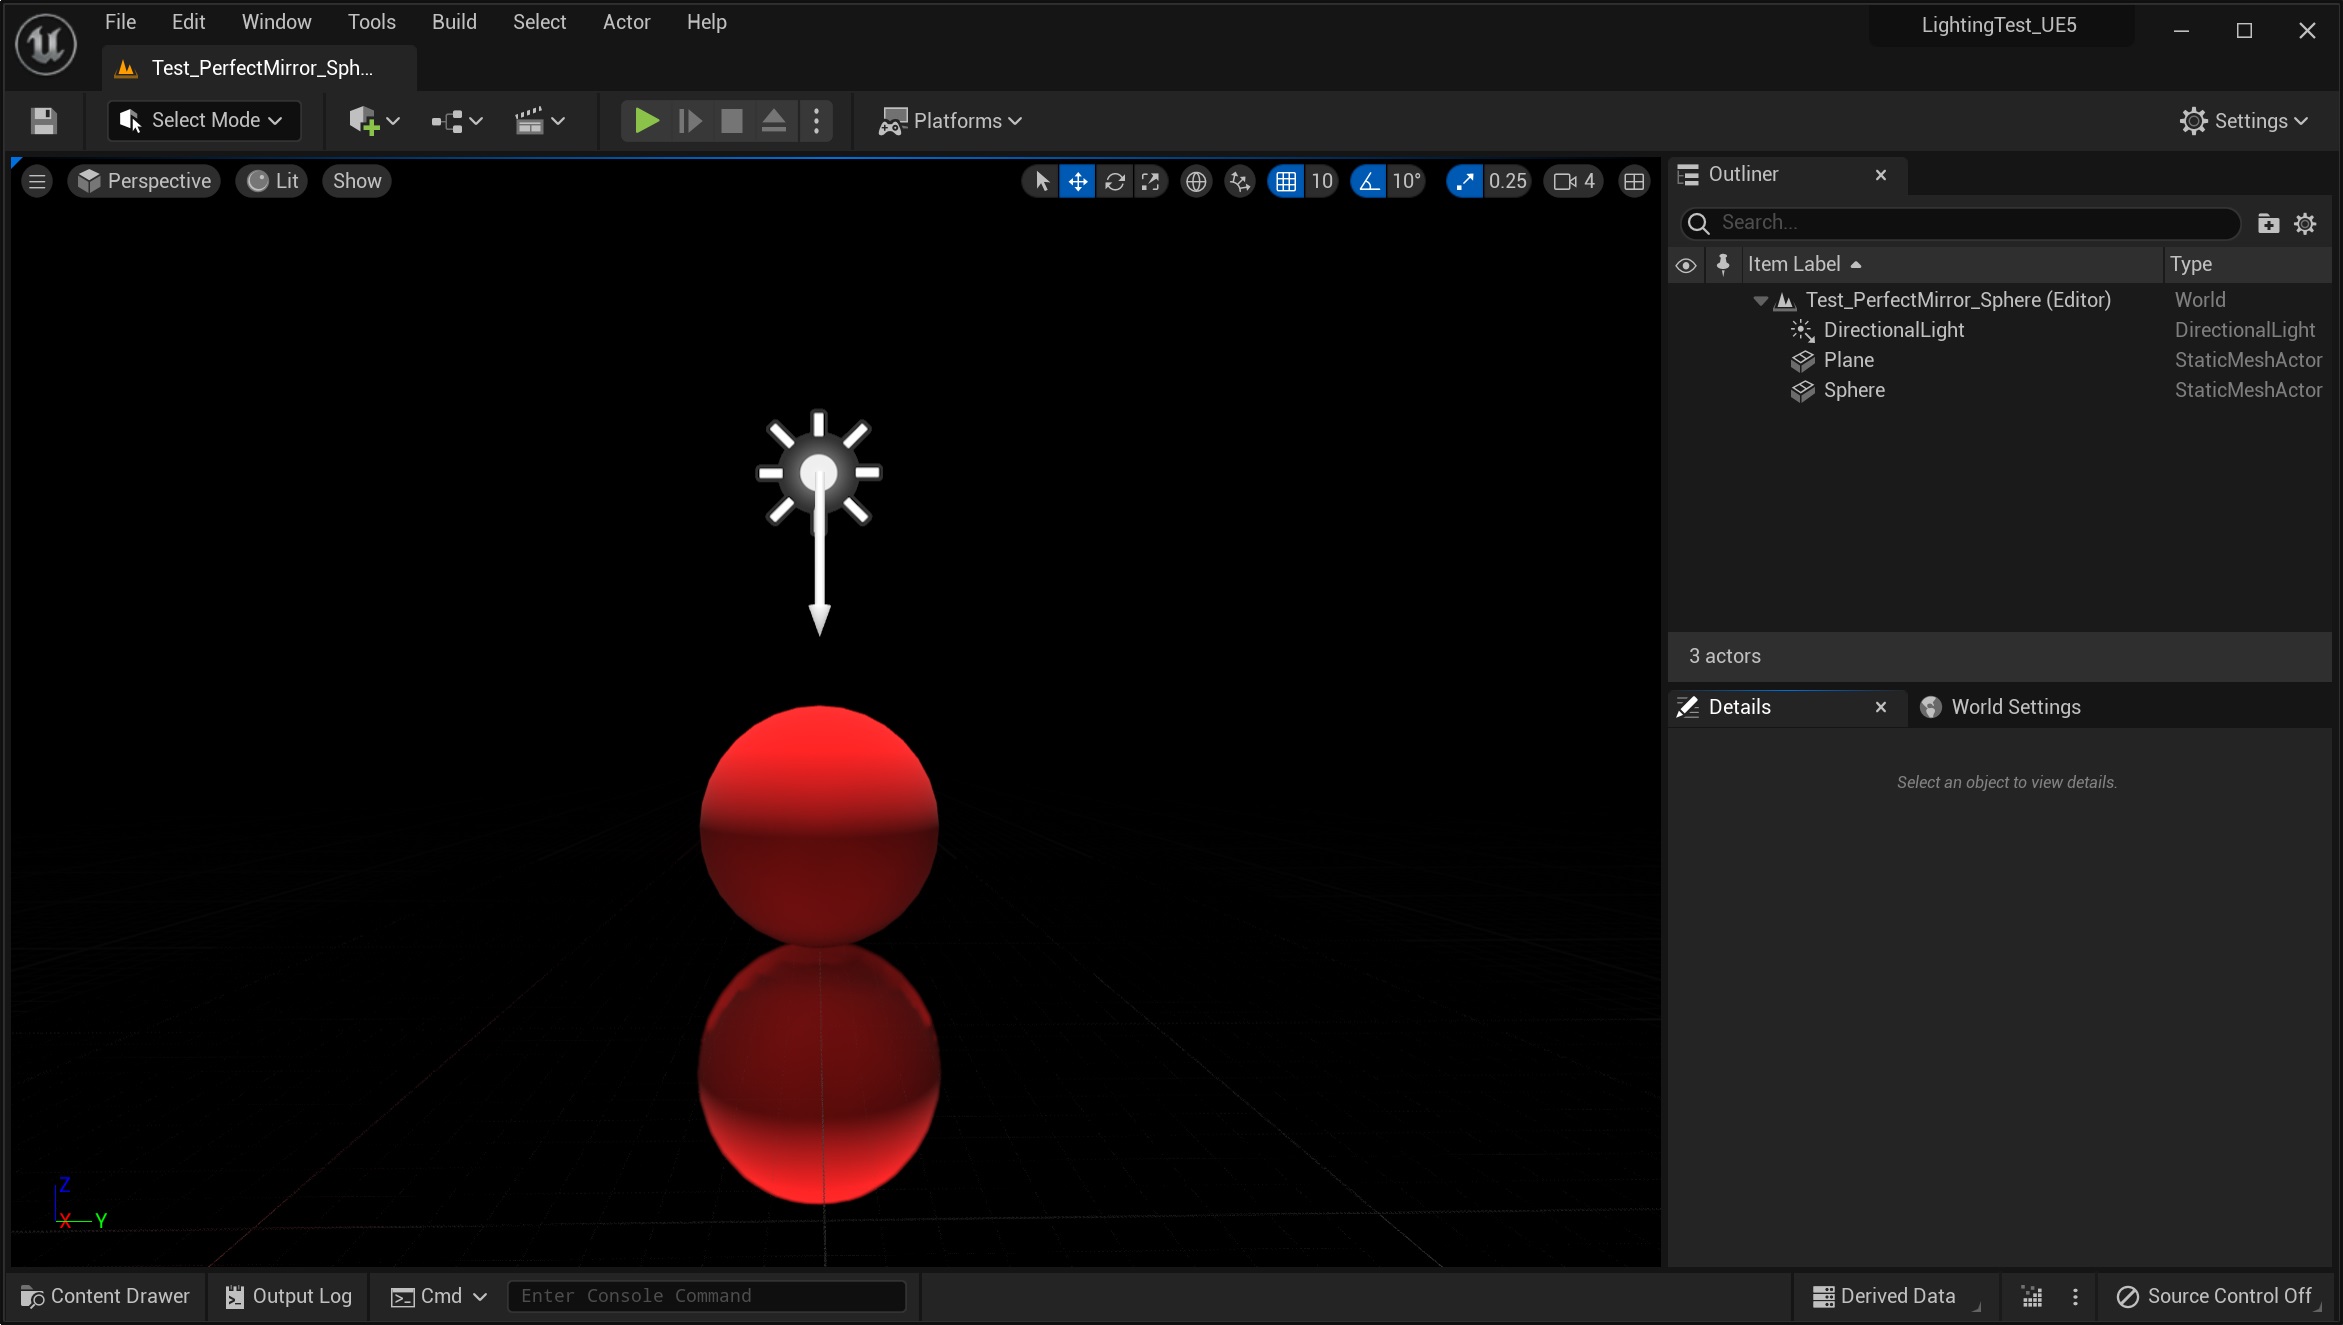 File Edit Window Tools Build Select Actor Help
LightingTest_UE5
Test_PerfectMirror_Sph...
Select Mode
Platforms
Settings
Perspective Lit Show
10 10° 0.25 4
Outliner
Search...
Item Label Type
Test_PerfectMirror_Sphere (Editor) World
DirectionalLight DirectionalLight
Plane StaticMeshActor
Sphere StaticMeshActor
3 actors
Details World Settings
Select an object to view details.
Z
X Y
Content Drawer Output Log Cmd Enter Console Command Derived Data Source Control Off